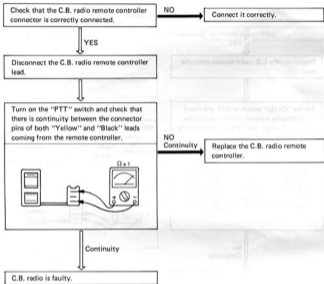 Check that the C.B. radio remote controller
connector is correctly connected.
NO
Connect it correctly.
YES
Disconnect the C.B. radio remote controller
lead.
Turn on the "PTT" switch and check that
there is continuity between the connector
pins of both "Yellow" and "Black" leads
coming from the remote controller.
NO
Continuity
Replace the C.B. radio remote
controller.
Ω × 1
Continuity
C.B. radio is faulty.